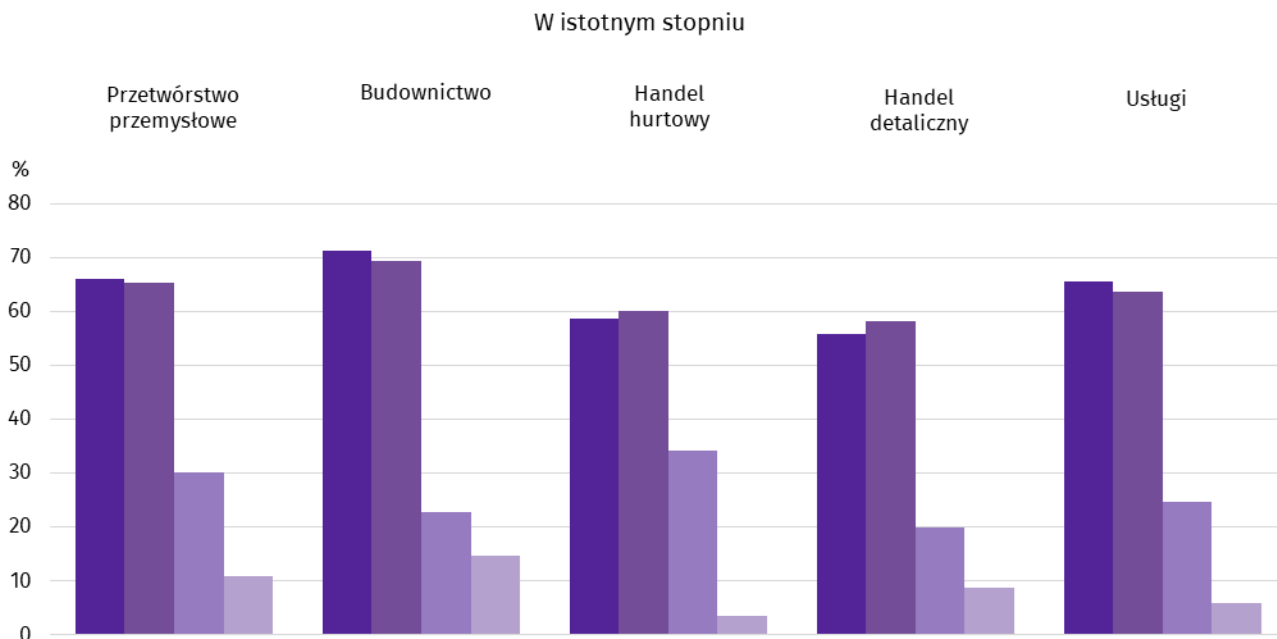 W istotnym stopniu
Przetwórstwo
przemysłowe
Budownictwo
Handel
hurtowy
Handel
detaliczny
Usługi
%
80
70
60
50
40
30
20
10
0